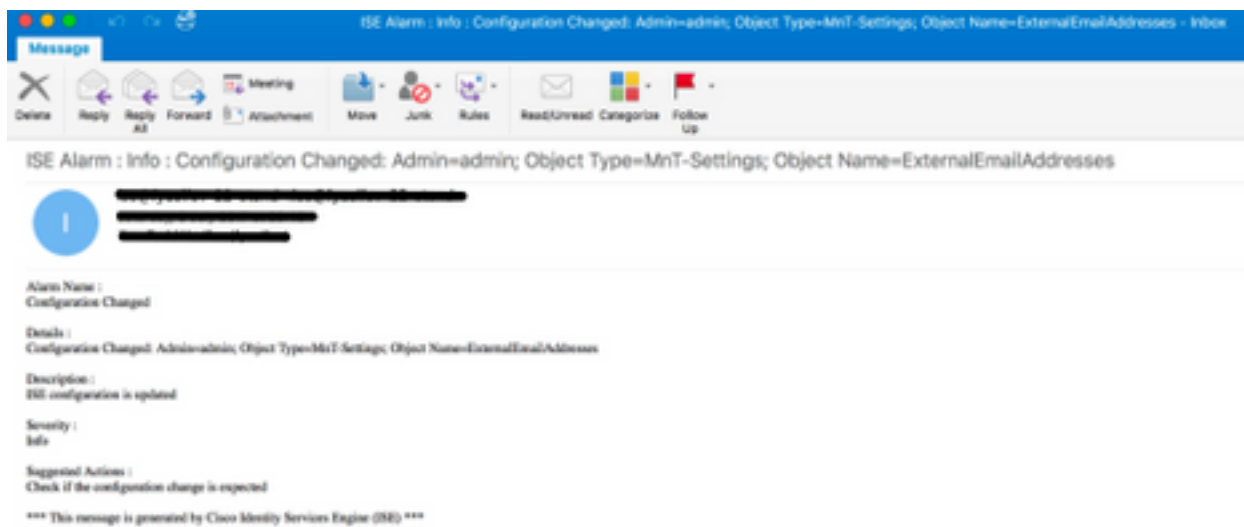 ISE Alarm : Info : Configuration Changed: Admin=admin; Object Type=MnT-Settings; Object Name=ExternalEmailAddresses - Inbox
Message
Delete
Reply
Reply All
Forward
Meeting
Attachment
Move
Junk
Rules
Read/Unread
Categorize
Follow Up
ISE Alarm : Info : Configuration Changed: Admin=admin; Object Type=MnT-Settings; Object Name=ExternalEmailAddresses
I
Alarm Name :
Configuration Changed
Details :
Configuration Changed: Admin=admin; Object Type=MnT-Settings; Object Name=ExternalEmailAddresses
Description :
ISE configuration is updated
Severity :
Info
Suggested Actions :
Check if the configuration change is expected
*** This message is generated by Cisco Identity Services Engine (ISE) ***